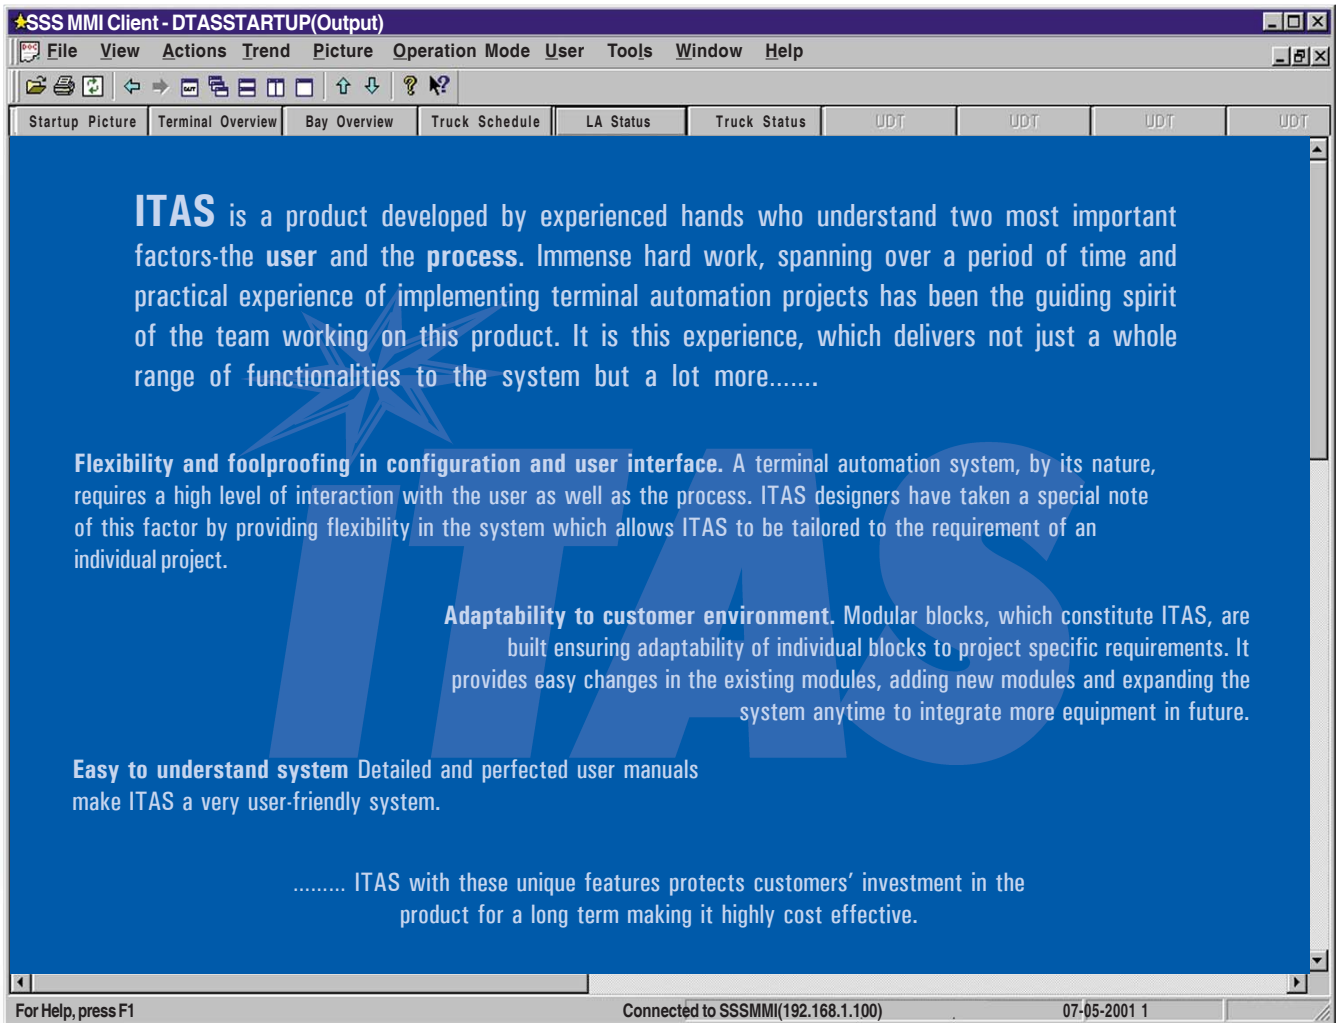 SSS MMI Client - DTASSTARTUP(Output)
File View Actions Trend Picture Operation Mode User Tools Window Help
Startup Picture Terminal Overview Bay Overview Truck Schedule LA Status Truck Status UDT UDT UDT UDT
ITAS is a product developed by experienced hands who understand two most important
factors-the user and the process. Immense hard work, spanning over a period of time and
practical experience of implementing terminal automation projects has been the guiding spirit
of the team working on this product. It is this experience, which delivers not just a whole
range of functionalities to the system but a lot more.......
Flexibility and foolproofing in configuration and user interface. A terminal automation system, by its nature,
requires a high level of interaction with the user as well as the process. ITAS designers have taken a special note
of this factor by providing flexibility in the system which allows ITAS to be tailored to the requirement of an
individual project.
Adaptability to customer environment. Modular blocks, which constitute ITAS, are
built ensuring adaptability of individual blocks to project specific requirements. It
provides easy changes in the existing modules, adding new modules and expanding the
system anytime to integrate more equipment in future.
Easy to understand system Detailed and perfected user manuals
make ITAS a very user-friendly system.
......... ITAS with these unique features protects customers’ investment in the
product for a long term making it highly cost effective.
iTAS
For Help, press F1 Connected to SSSMMI(192.168.1.100) 07-05-2001 1